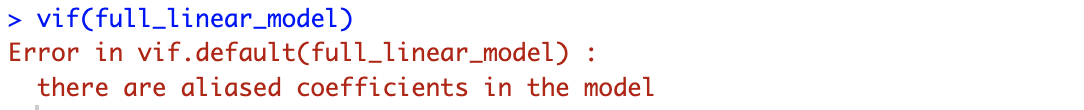 > vif(full_linear_model)
Error in vif.default(full_linear_model) :
  there are aliased coefficients in the model